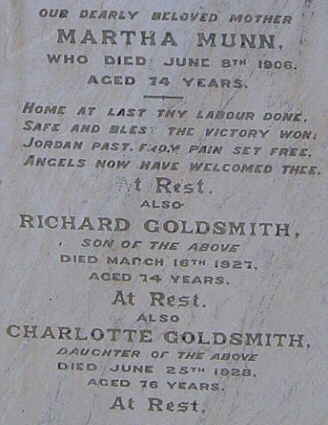 OUR DEARLY BELOVED MOTHER
MARTHA MUNN,
WHO DIED JUNE 8TH 1906.
AGED 74 YEARS.
HOME AT LAST THY LABOUR DONE,
SAFE AND BLEST THE VICTORY WON:
JORDAN PAST, FROM PAIN SET FREE,
ANGELS NOW HAVE WELCOMED THEE.
At Rest.
ALSO
RICHARD GOLDSMITH,
SON OF THE ABOVE
DIED MARCH 16TH 1927,
AGED 74 YEARS.
At Rest.
ALSO
CHARLOTTE GOLDSMITH,
DAUGHTER OF THE ABOVE
DIED JUNE 25TH 1928,
AGED 76 YEARS.
At Rest.